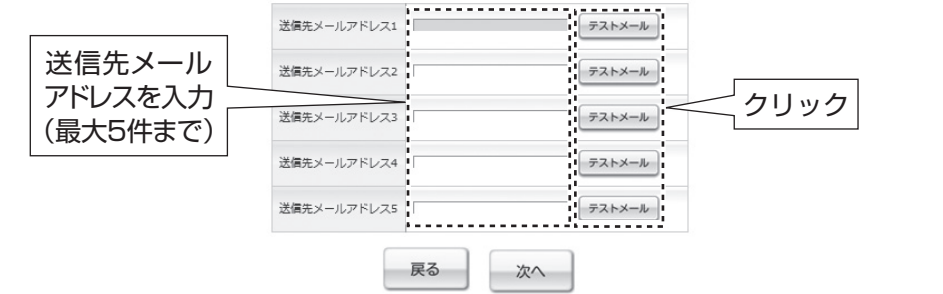 送信先メールアドレス1
テストメール
送信先メール
アドレスを入力
（最大5件まで）
送信先メールアドレス2
テストメール
クリック
送信先メールアドレス3
テストメール
送信先メールアドレス4
テストメール
送信先メールアドレス5
テストメール
戻る
次へ